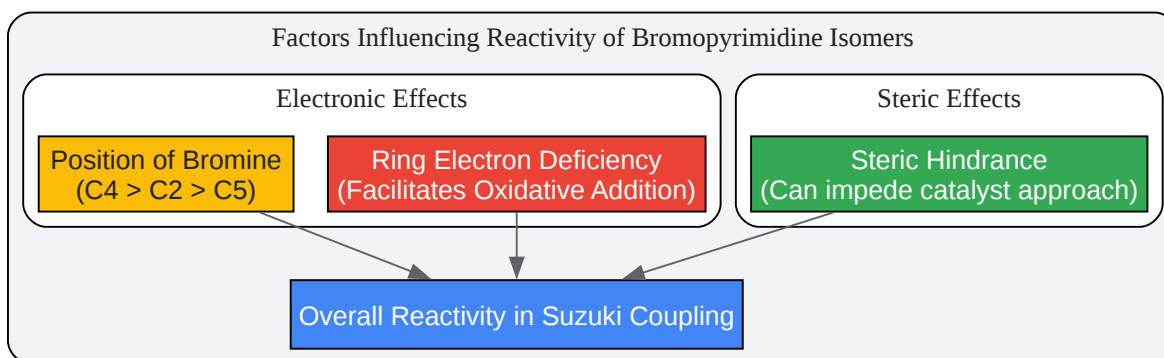 Factors Influencing Reactivity of Bromopyrimidine Isomers
Electronic Effects
Position of Bromine
(C4 > C2 > C5)
Ring Electron Deficiency
(Facilitates Oxidative Addition)
Steric Effects
Steric Hindrance
(Can impede catalyst approach)
Overall Reactivity in Suzuki Coupling